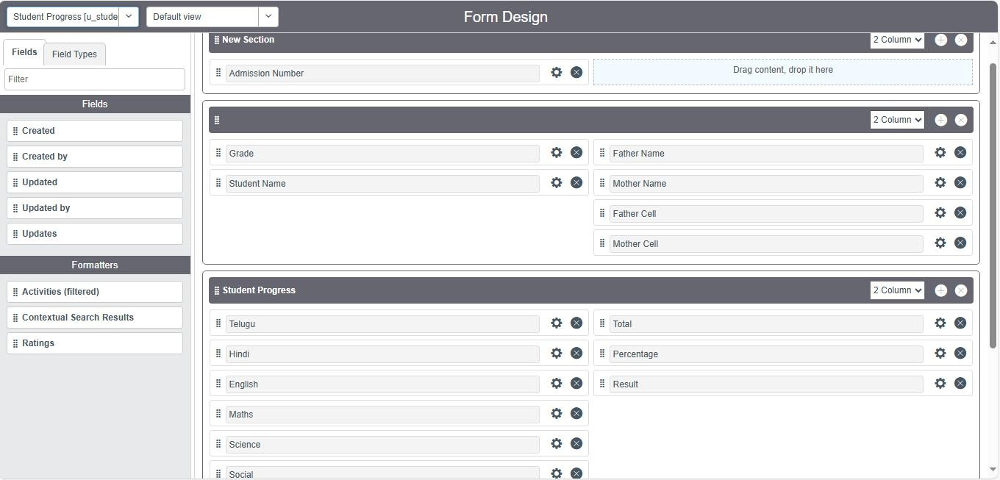 Student Progress [u_stude
Default view
Form Design
Fields
Field Types
Filter
Fields
Created
Created by
Updated
Updated by
Updates
Formatters
Activities (filtered)
Contextual Search Results
Ratings
New Section
2 Column
Admission Number
Drag content, drop it here
2 Column
Grade
Father Name
Student Name
Mother Name
Father Cell
Mother Cell
Student Progress
2 Column
Telugu
Total
Hindi
Percentage
English
Result
Maths
Science
Social